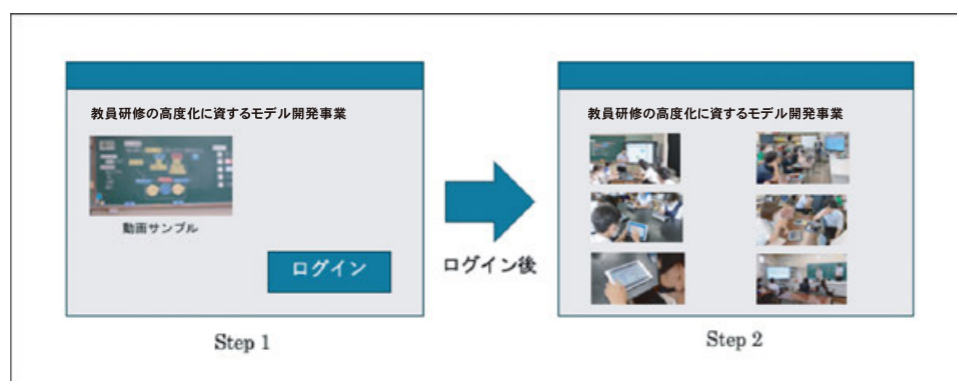 教員研修の高度化に資するモデル開発事業
動画サンプル
ログイン
Step 1
ログイン後
教員研修の高度化に資するモデル開発事業
Step 2